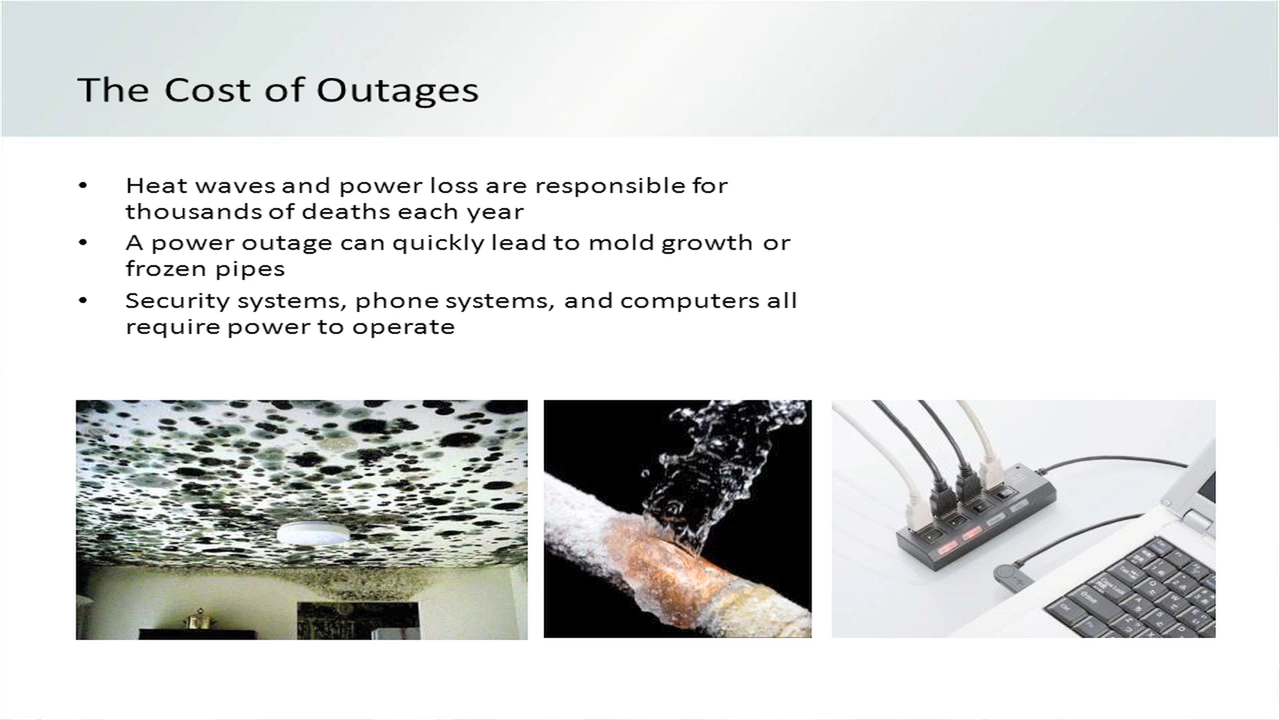 The Cost of Outages
• Heat waves and power loss are responsible for
thousands of deaths each year
• A power outage can quickly lead to mold growth or
frozen pipes
• Security systems, phone systems, and computers all
require power to operate